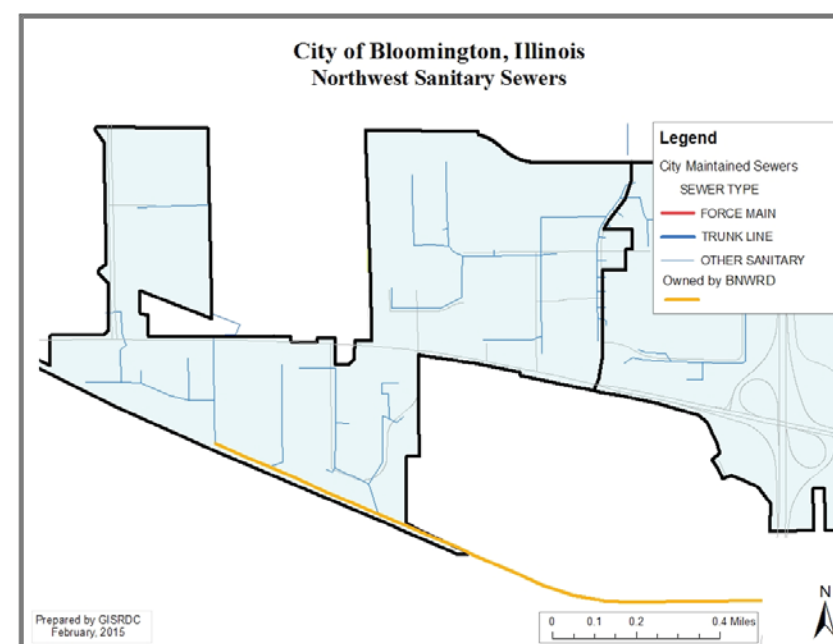 City of Bloomington, Illinois
Northwest Sanitary Sewers
Legend
City Maintained Sewers
SEWER TYPE
FORCE MAIN
TRUNK LINE
OTHER SANITARY
Owned by BNWRD
Prepared by GISRDC
February, 2015
0 0.1 0.2 0.4 Miles
N